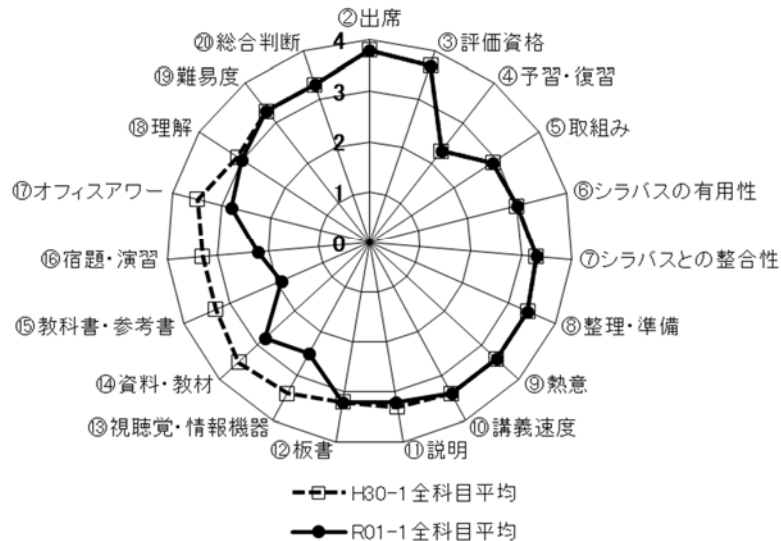 ②出席
③評価資格
④予習・復習
⑤取組み
⑥シラバスの有用性
⑦シラバスとの整合性
⑧整理・準備
⑨熱意
⑩講義速度
⑪説明
⑫板書
⑬視聴覚・情報機器
⑭資料・教材
⑮教科書・参考書
⑯宿題・演習
⑰オフィスアワー
⑱理解
⑲難易度
⑳総合判断
4
3
2
1
0
H30-1全科目平均
R01-1全科目平均